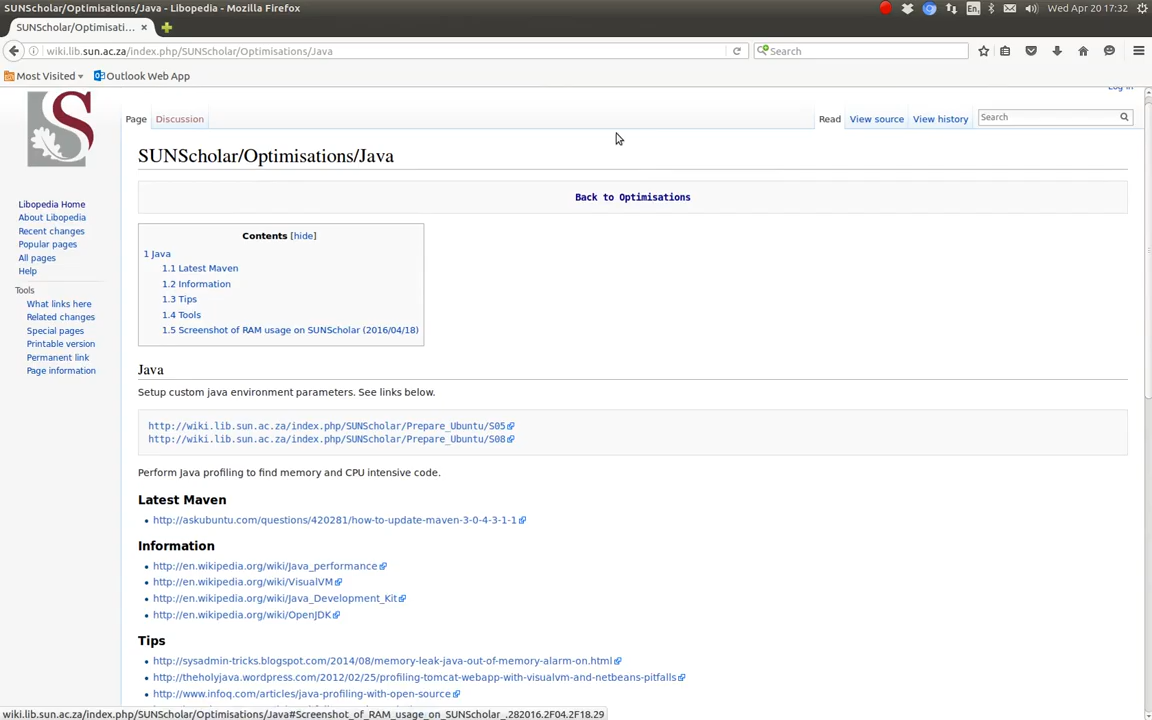 SUNScholar/Optimisations/Java - Libopedia - Mozilla Firefox
En
Wed Apr 20 17:32
SUNScholar/Optimisati... ×
wiki.lib.sun.ac.za/index.php/SUNScholar/Optimisations/Java
Search
Most Visited
Outlook Web App
Log in
Page
Discussion
Read
View source
View history
Search
SUNScholar/Optimisations/Java
Back to Optimisations
Libopedia Home
About Libopedia
Recent changes
Popular pages
All pages
Help
Tools
What links here
Related changes
Special pages
Printable version
Permanent link
Page information
Contents [hide]
1 Java
1.1 Latest Maven
1.2 Information
1.3 Tips
1.4 Tools
1.5 Screenshot of RAM usage on SUNScholar (2016/04/18)
Java
Setup custom java environment parameters. See links below.
http://wiki.lib.sun.ac.za/index.php/SUNScholar/Prepare_Ubuntu/S05
http://wiki.lib.sun.ac.za/index.php/SUNScholar/Prepare_Ubuntu/S08
Perform Java profiling to find memory and CPU intensive code.
Latest Maven
http://askubuntu.com/questions/420281/how-to-update-maven-3-0-4-3-1-1
Information
http://en.wikipedia.org/wiki/Java_performance
http://en.wikipedia.org/wiki/VisualVM
http://en.wikipedia.org/wiki/Java_Development_Kit
http://en.wikipedia.org/wiki/OpenJDK
Tips
http://sysadmin-tricks.blogspot.com/2014/08/memory-leak-java-out-of-memory-alarm-on.html
http://theholyjava.wordpress.com/2012/02/25/profiling-tomcat-webapp-with-visualvm-and-netbeans-pitfalls
http://www.infoq.com/articles/java-profiling-with-open-source
wiki.lib.sun.ac.za/index.php/SUNScholar/Optimisations/Java#Screenshot_of_RAM_usage_on_SUNScholar_.282016.2F04.2F18.29